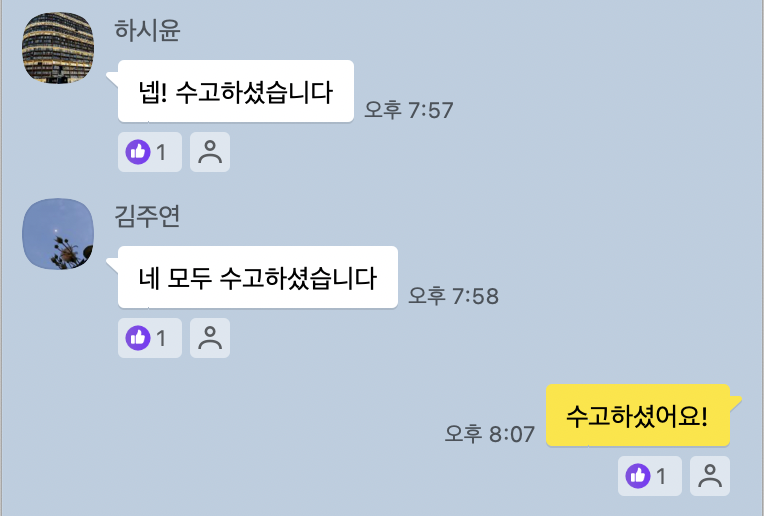 하시윤
넵! 수고하셨습니다
오후 7:57
1
김주연
네 모두 수고하셨습니다
오후 7:58
1
수고하셨어요!
오후 8:07
1